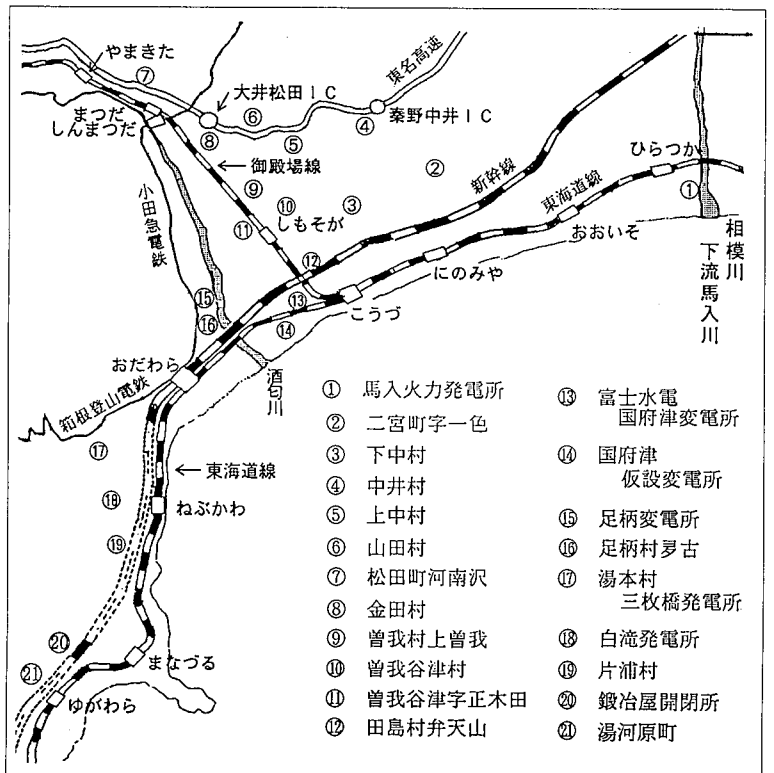 やまきた
⑦
大井松田IC
⑥
東名高速
まつだ
しんまつだ
⑧
⑤
④
秦野中井IC
←御殿場線
②
ひらつか
新幹線
⑨
小田急電鉄
⑩
しもそが
③
東海道線
①
⑪
おおいそ
相模川
下流馬入川
⑫
にのみや
⑮
⑬
こうづ
⑯
⑭
おだわら
酒匂川
箱根登山電鉄
⑰
←東海道線
⑱
ねぶかわ
⑲
⑳
まなづる
㉑
ゆがわら
① 馬入火力発電所
② 二宮町字一色
③ 下中村
④ 中井村
⑤ 上中村
⑥ 山田村
⑦ 松田町河南沢
⑧ 金田村
⑨ 曽我村上曽我
⑩ 曽我谷津村
⑪ 曽我谷津字正木田
⑫ 田島村弁天山
⑬ 富士水電
国府津変電所
⑭ 国府津
仮設変電所
⑮ 足柄変電所
⑯ 足柄村夛古
⑰ 湯本村
三枚橋発電所
⑱ 白滝発電所
⑲ 片浦村
⑳ 鍛冶屋開閉所
㉑ 湯河原町